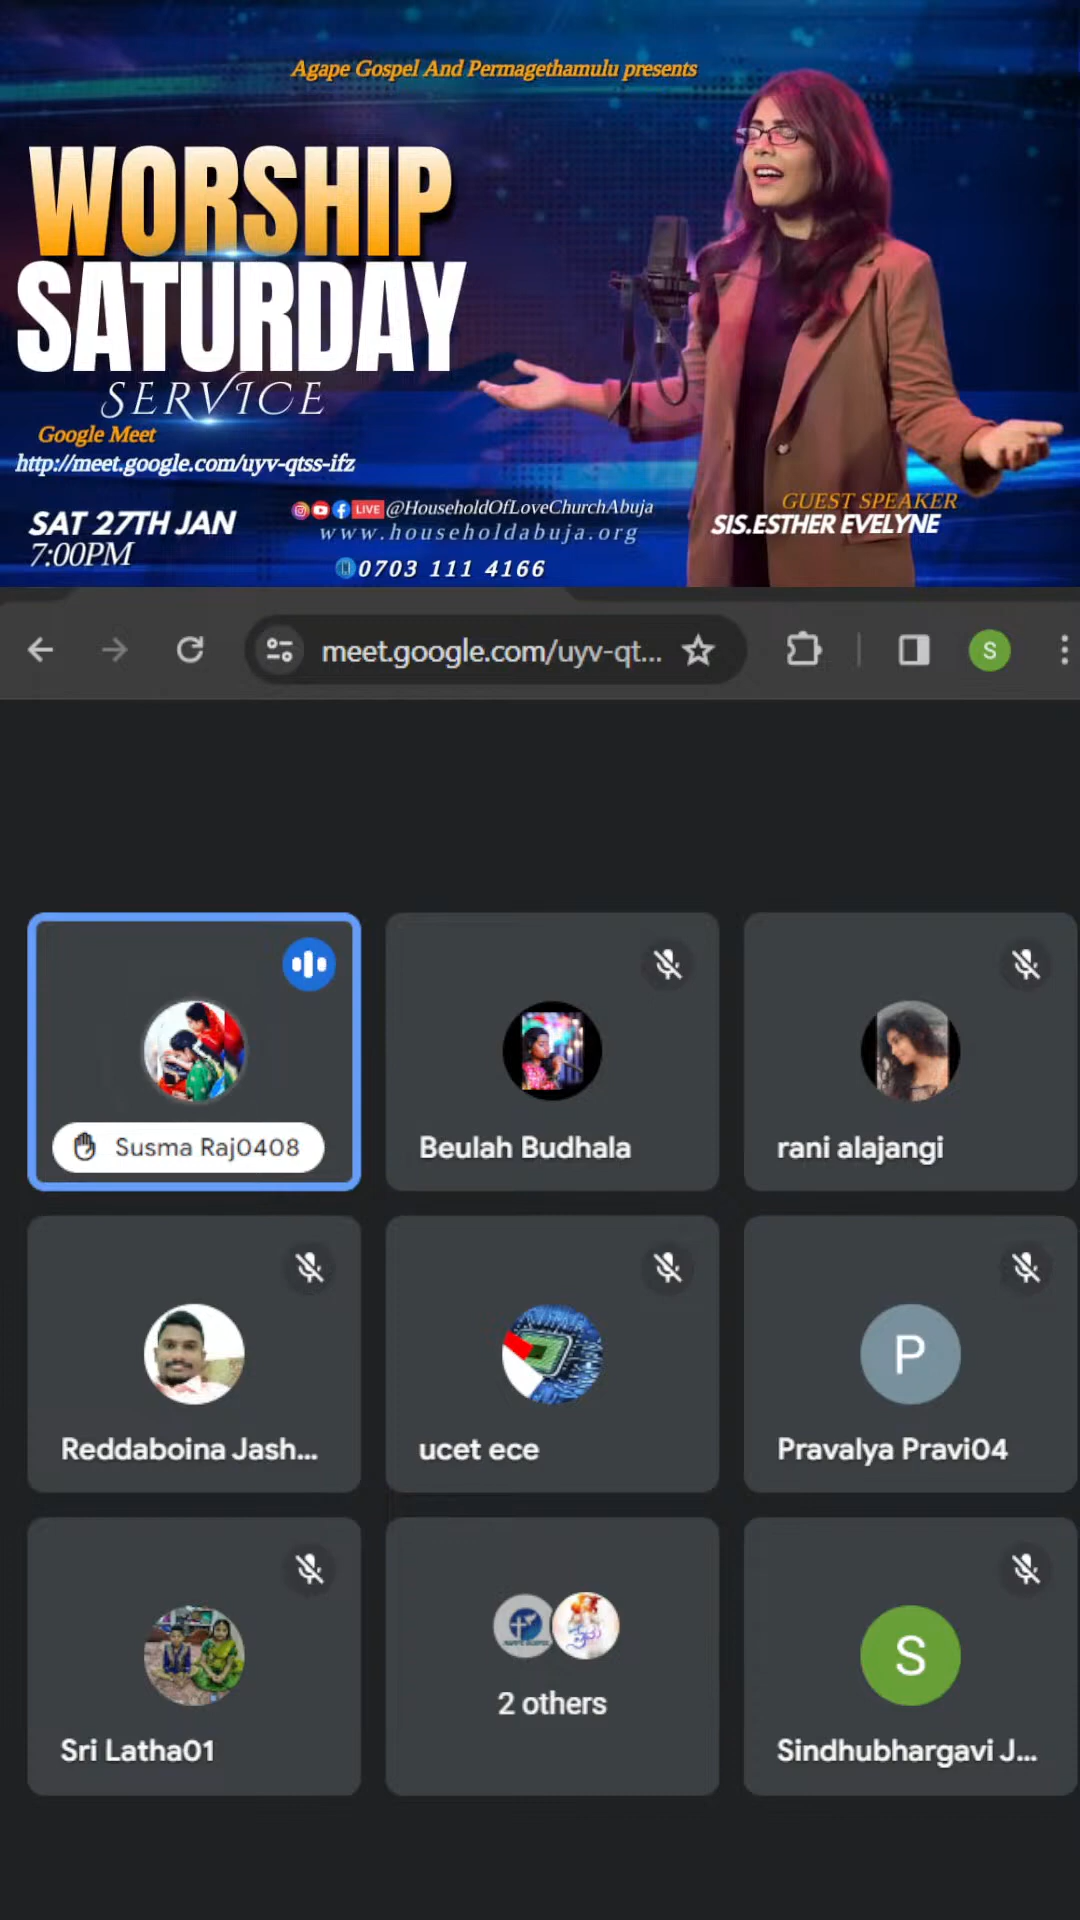 Agape Gospel And Permagethamulu presents
WORSHIP
SATURDAY
SERVICE
Google Meet
http://meet.google.com/uyv-qtss-ifz
SAT 27TH JAN
7:00PM
LIVE @HouseholdOfLoveChurchAbuja
www.householdabuja.org
0703 111 4166
GUEST SPEAKER
SIS.ESTHER EVELYNE
meet.google.com/uyv-qt...
S
Susma Raj0408
Beulah Budhala
rani alajangi
Reddaboina Jash...
ucet ece
P
Pravalya Pravi04
Sri Latha01
2 others
S
Sindhubhargavi J...